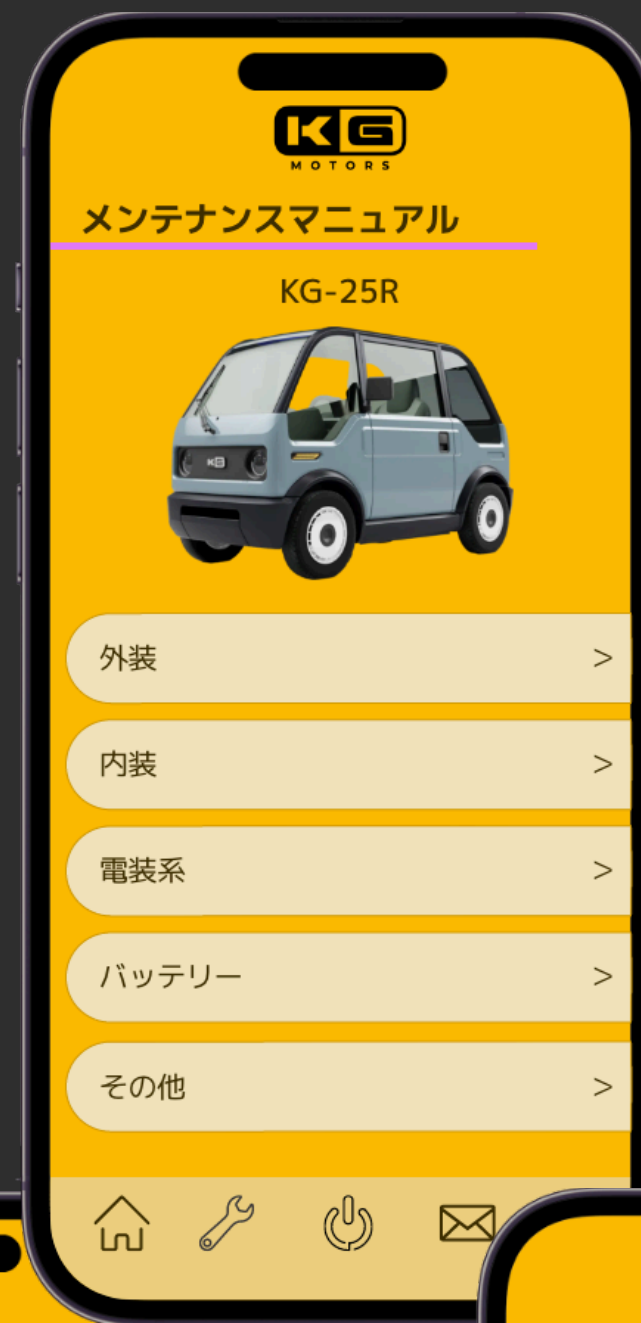 KG
MOTORS
メンテナンスマニュアル
KG-25R
KG
外装 >
内装 >
電装系 >
バッテリー >
その他 >